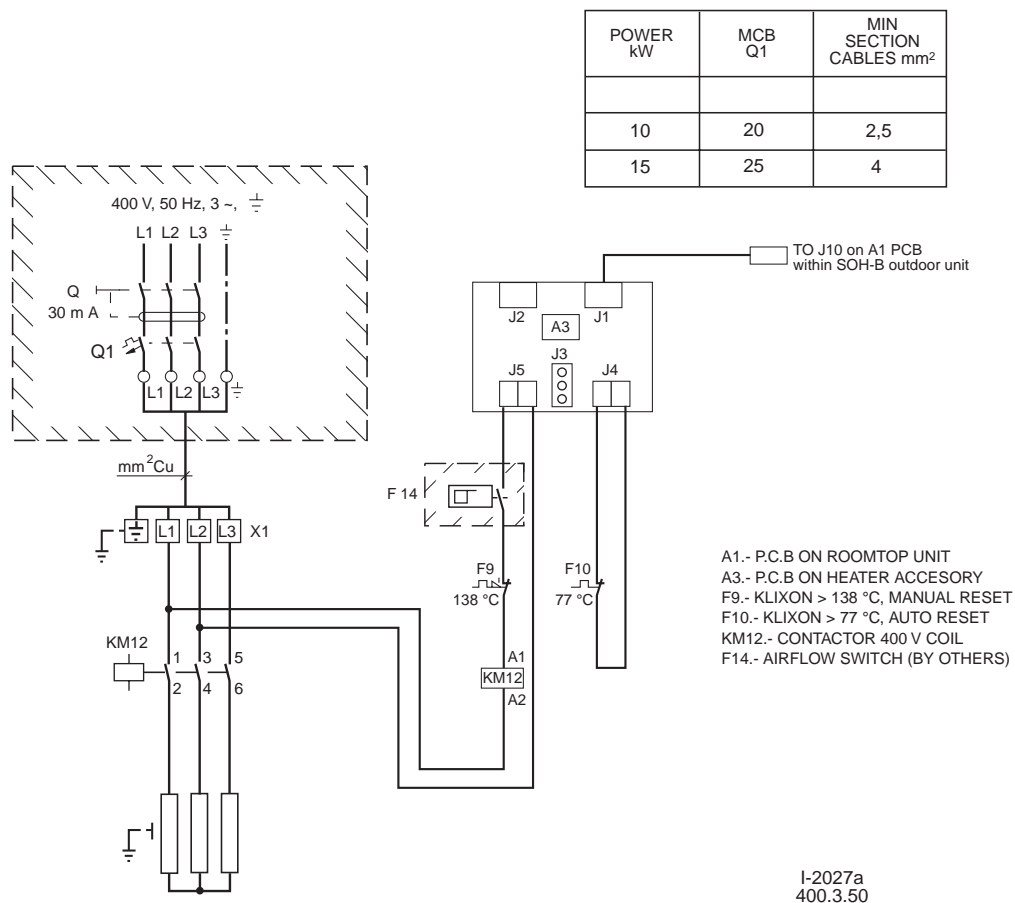 POWER kW
MCB Q1
MIN SECTION CABLES mm²
10 20 2,5
15 25 4
400 V, 50 Hz, 3 ~,
L1 L2 L3
Q
30 m A
Q1
L1 L2 L3
mm²Cu
L1 L2 L3 X1
KM12
1 3 5
2 4 6
TO J10 on A1 PCB
within SOH-B outdoor unit
J2 J1
A3
J3
J5 J4
F 14
F9
138 °C
F10
77 °C
A1
KM12
A2
A1.- P.C.B ON ROOMTOP UNIT
A3.- P.C.B ON HEATER ACCESORY
F9.- KLIXON > 138 °C, MANUAL RESET
F10.- KLIXON > 77 °C, AUTO RESET
KM12.- CONTACTOR 400 V COIL
F14.- AIRFLOW SWITCH (BY OTHERS)
I-2027a
400.3.50